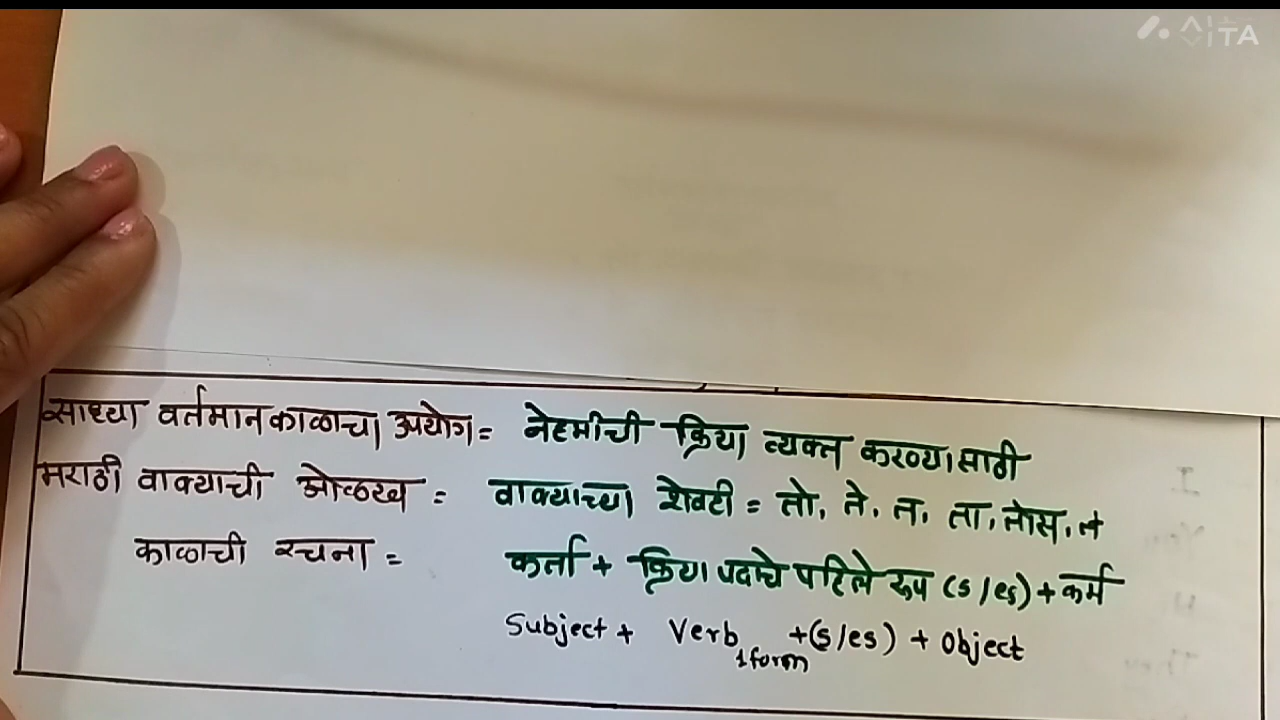 साध्या वर्तमानकाळाचा उपयोग = नेहमीची क्रिया व्यक्त करण्यासाठी
मराठी वाक्याची ओळख = वाक्याच्या शेवटी = तो, ते, त, ता, तोस,
काळाची रचना = कर्ता + क्रियापदाचे पहिले रूप (s/es) + कर्म
Subject + Verb 1form +(s/es) + Object